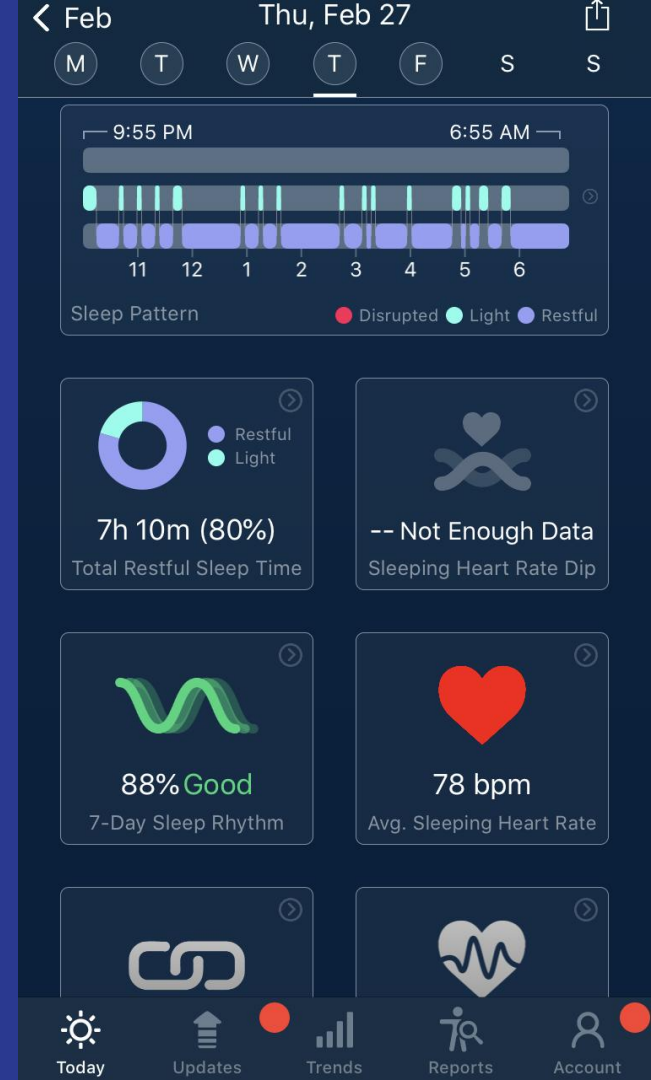 Feb
Thu, Feb 27
M T W T F S S
9:55 PM 6:55 AM
11 12 1 2 3 4 5 6
Sleep Pattern Disrupted Light Restful
Restful
Light
7h 10m (80%)
Total Restful Sleep Time
-- Not Enough Data
Sleeping Heart Rate Dip
88% Good
7-Day Sleep Rhythm
78 bpm
Avg. Sleeping Heart Rate
Today Updates Trends Reports Account